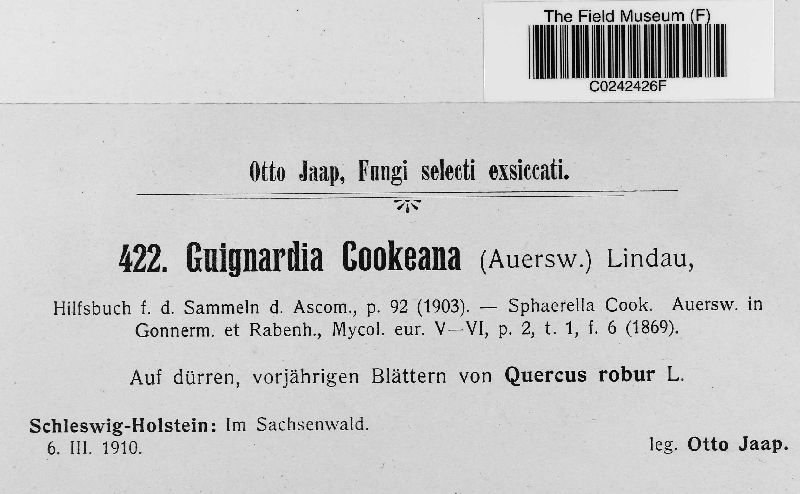 The Field Museum (F)
C0242426F
Otto Jaap, Fungi selecti exsiccati.
422. Guignardia Cookeana (Auersw.) Lindau,
Hilfsbuch f. d. Sammeln d. Ascom., p. 92 (1903). — Sphaerella Cook. Auersw. in
Gonnerm. et Rabenh., Mycol. eur. V—VI, p. 2, t. 1, f. 6 (1869).
Auf dürren, vorjährigen Blättern von Quercus robur L.
Schleswig-Holstein: Im Sachsenwald.
6. III. 1910.
leg. Otto Jaap.